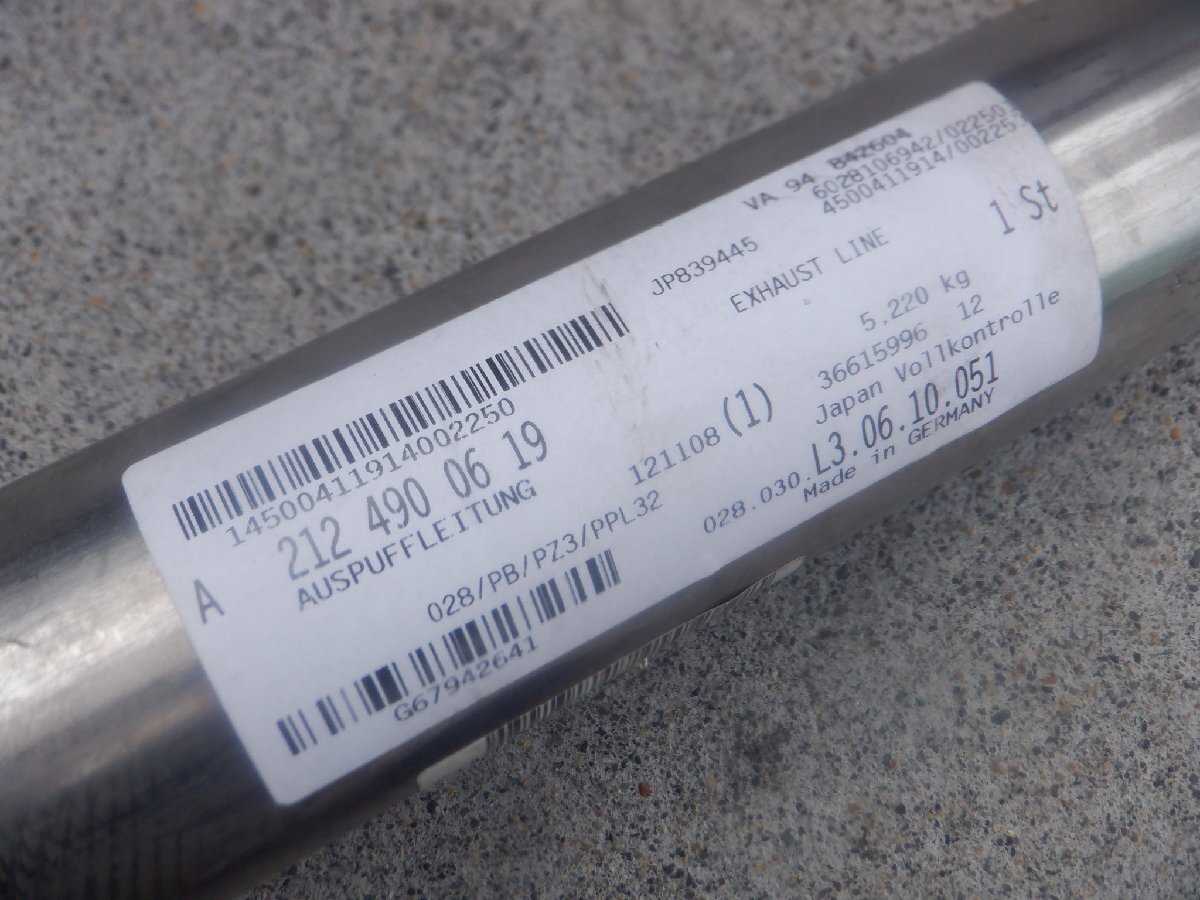 VA 94 842604
6028106942/02250
4500411914/00225
JP839445
EXHAUST LINE
1 St
14500411914002250
A 212 490 06 19
AUSPUFFLEITUNG
5.220 kg
121108 (1)
36615996 12
Japan Vollkontrolle
028/PB/PZ3/PPL32
028.030.L3.06.10.051
Made in GERMANY
G67942641